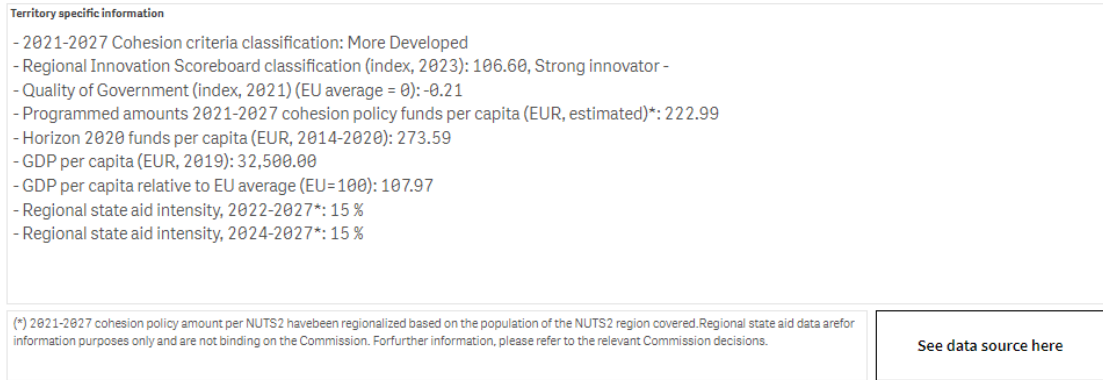 Territory specific information
- 2021-2027 Cohesion criteria classification: More Developed
- Regional Innovation Scoreboard classification (index, 2023): 106.60, Strong innovator -
- Quality of Government (index, 2021) (EU average = 0): -0.21
- Programmed amounts 2021-2027 cohesion policy funds per capita (EUR, estimated)*: 222.99
- Horizon 2020 funds per capita (EUR, 2014-2020): 273.59
- GDP per capita (EUR, 2019): 32,500.00
- GDP per capita relative to EU average (EU=100): 107.97
- Regional state aid intensity, 2022-2027*: 15 %
- Regional state aid intensity, 2024-2027*: 15 %
(*) 2021-2027 cohesion policy amount per NUTS2 havebeen regionalized based on the population of the NUTS2 region covered.Regional state aid data arefor
information purposes only and are not binding on the Commission. Forfurther information, please refer to the relevant Commission decisions.
See data source here